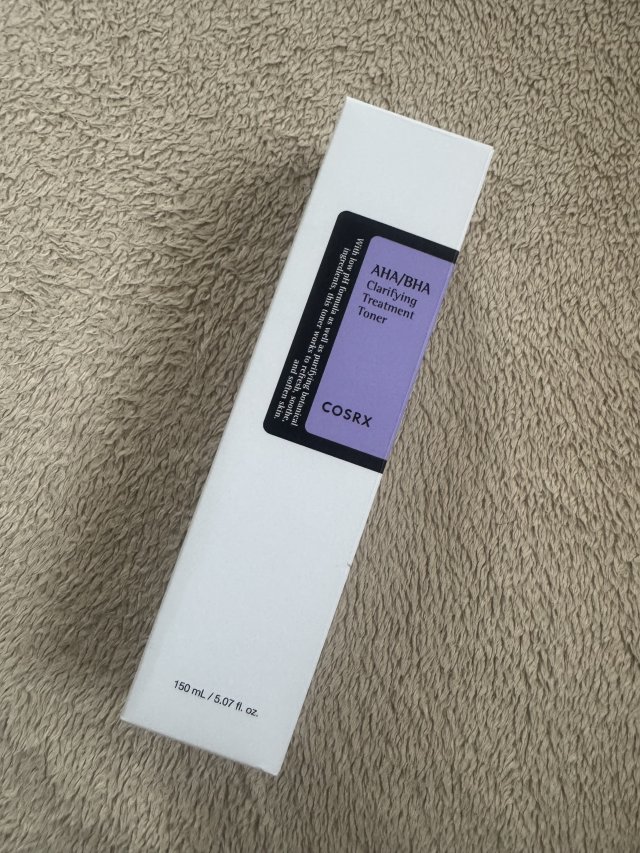 AHA/BHA
Clarifying
Treatment
Toner
COSRX
With low pH formula as well as purifying botanical
ingredients, this toner works to refresh, soothe,
and soften skin.
150 mL / 5.07 fl. oz.